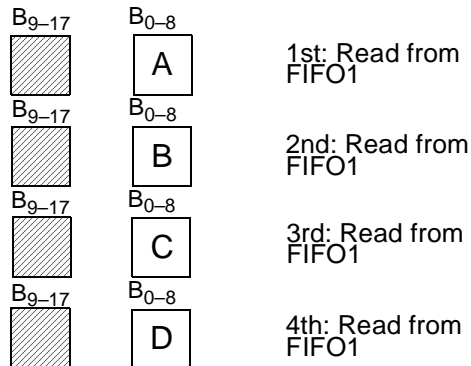 B9–17 B0–8
A 1st: Read from
FIFO1
B9–17 B0–8
B 2nd: Read from
FIFO1
B9–17 B0–8
C 3rd: Read from
FIFO1
B9–17 B0–8
D 4th: Read from
FIFO1